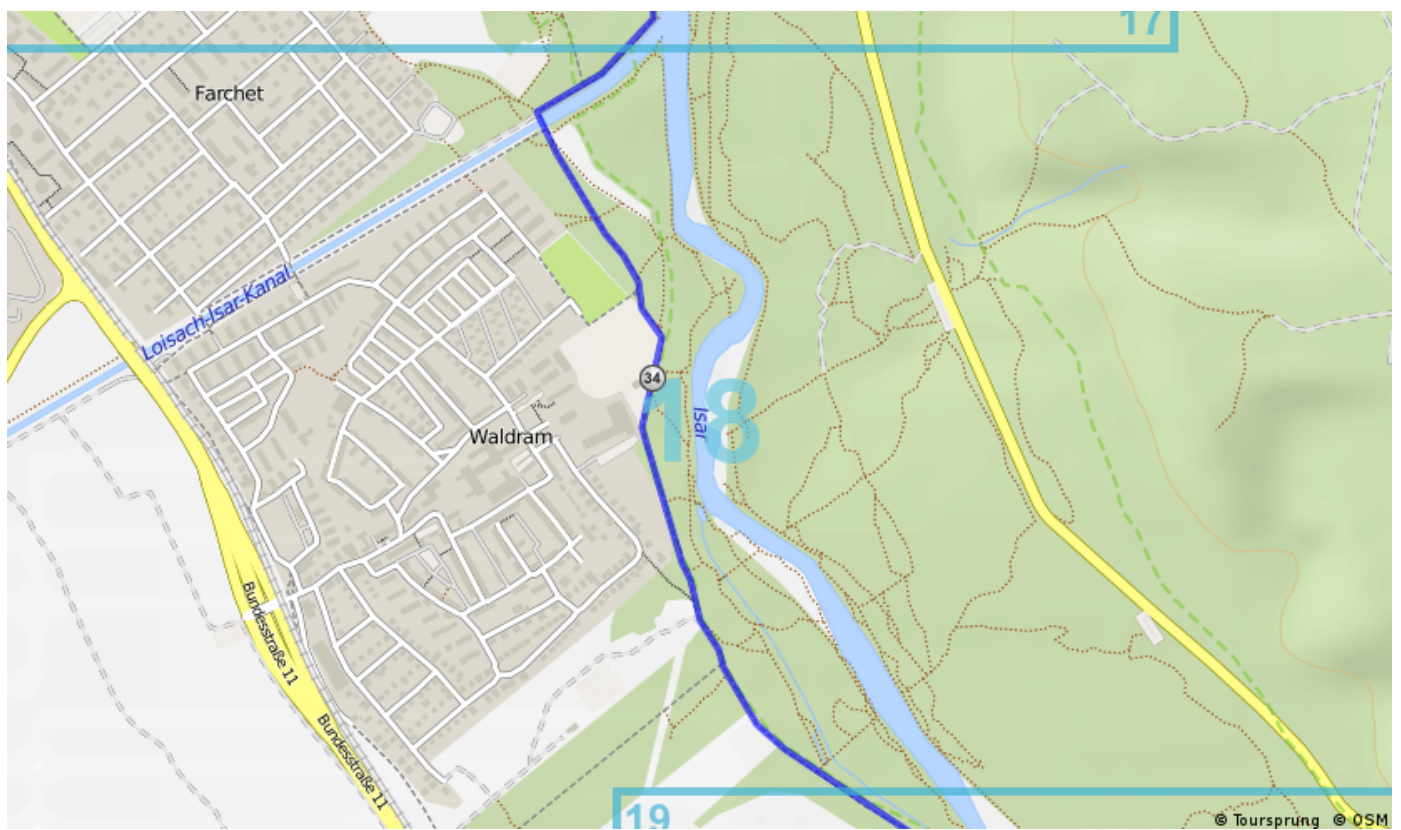 17
Farchet
Loisach-Isar-Kanal
34
18
Isar
Waldram
Bundesstraße 11
Bundesstraße 11
19
© Toursprung © OSM